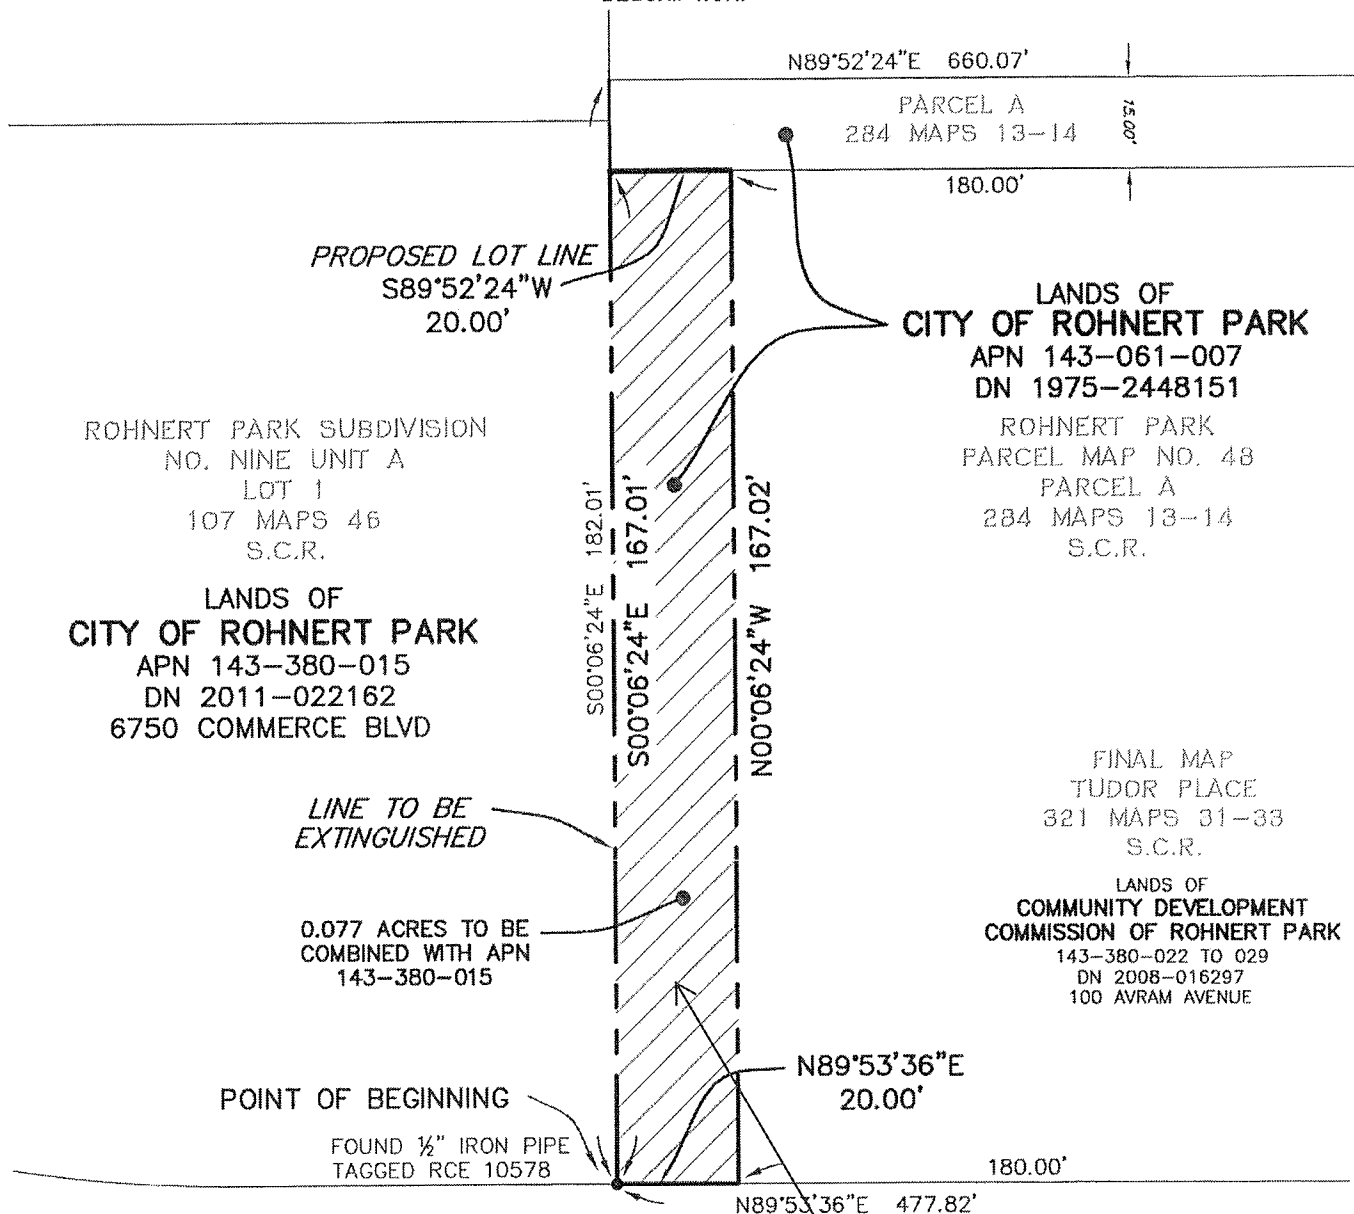 N89°52'24"E 660.07'
PARCEL A
284 MAPS 13-14
15.00'
180.00'
PROPOSED LOT LINE
S89°52'24"W
20.00'
LANDS OF
CITY OF ROHNERT PARK
APN 143-061-007
DN 1975-2448151
ROHNERT PARK
PARCEL MAP NO. 48
PARCEL A
284 MAPS 13-14
S.C.R.
ROHNERT PARK SUBDIVISION
NO. NINE UNIT A
LOT 1
107 MAPS 46
S.C.R.
LANDS OF
CITY OF ROHNERT PARK
APN 143-380-015
DN 2011-022162
6750 COMMERCE BLVD
S00°06'24"E 182.01'
S00°06'24"E 167.01'
N00°06'24"W 167.02'
LINE TO BE
EXTINGUISHED
FINAL MAP
TUDOR PLACE
321 MAPS 31-33
S.C.R.
LANDS OF
COMMUNITY DEVELOPMENT
COMMISSION OF ROHNERT PARK
143-380-022 TO 029
DN 2008-016297
100 AVRAM AVENUE
0.077 ACRES TO BE
COMBINED WITH APN
143-380-015
N89°53'36"E
20.00'
POINT OF BEGINNING
FOUND ½" IRON PIPE
TAGGED RCE 10578
180.00'
N89°53'36"E 477.82'